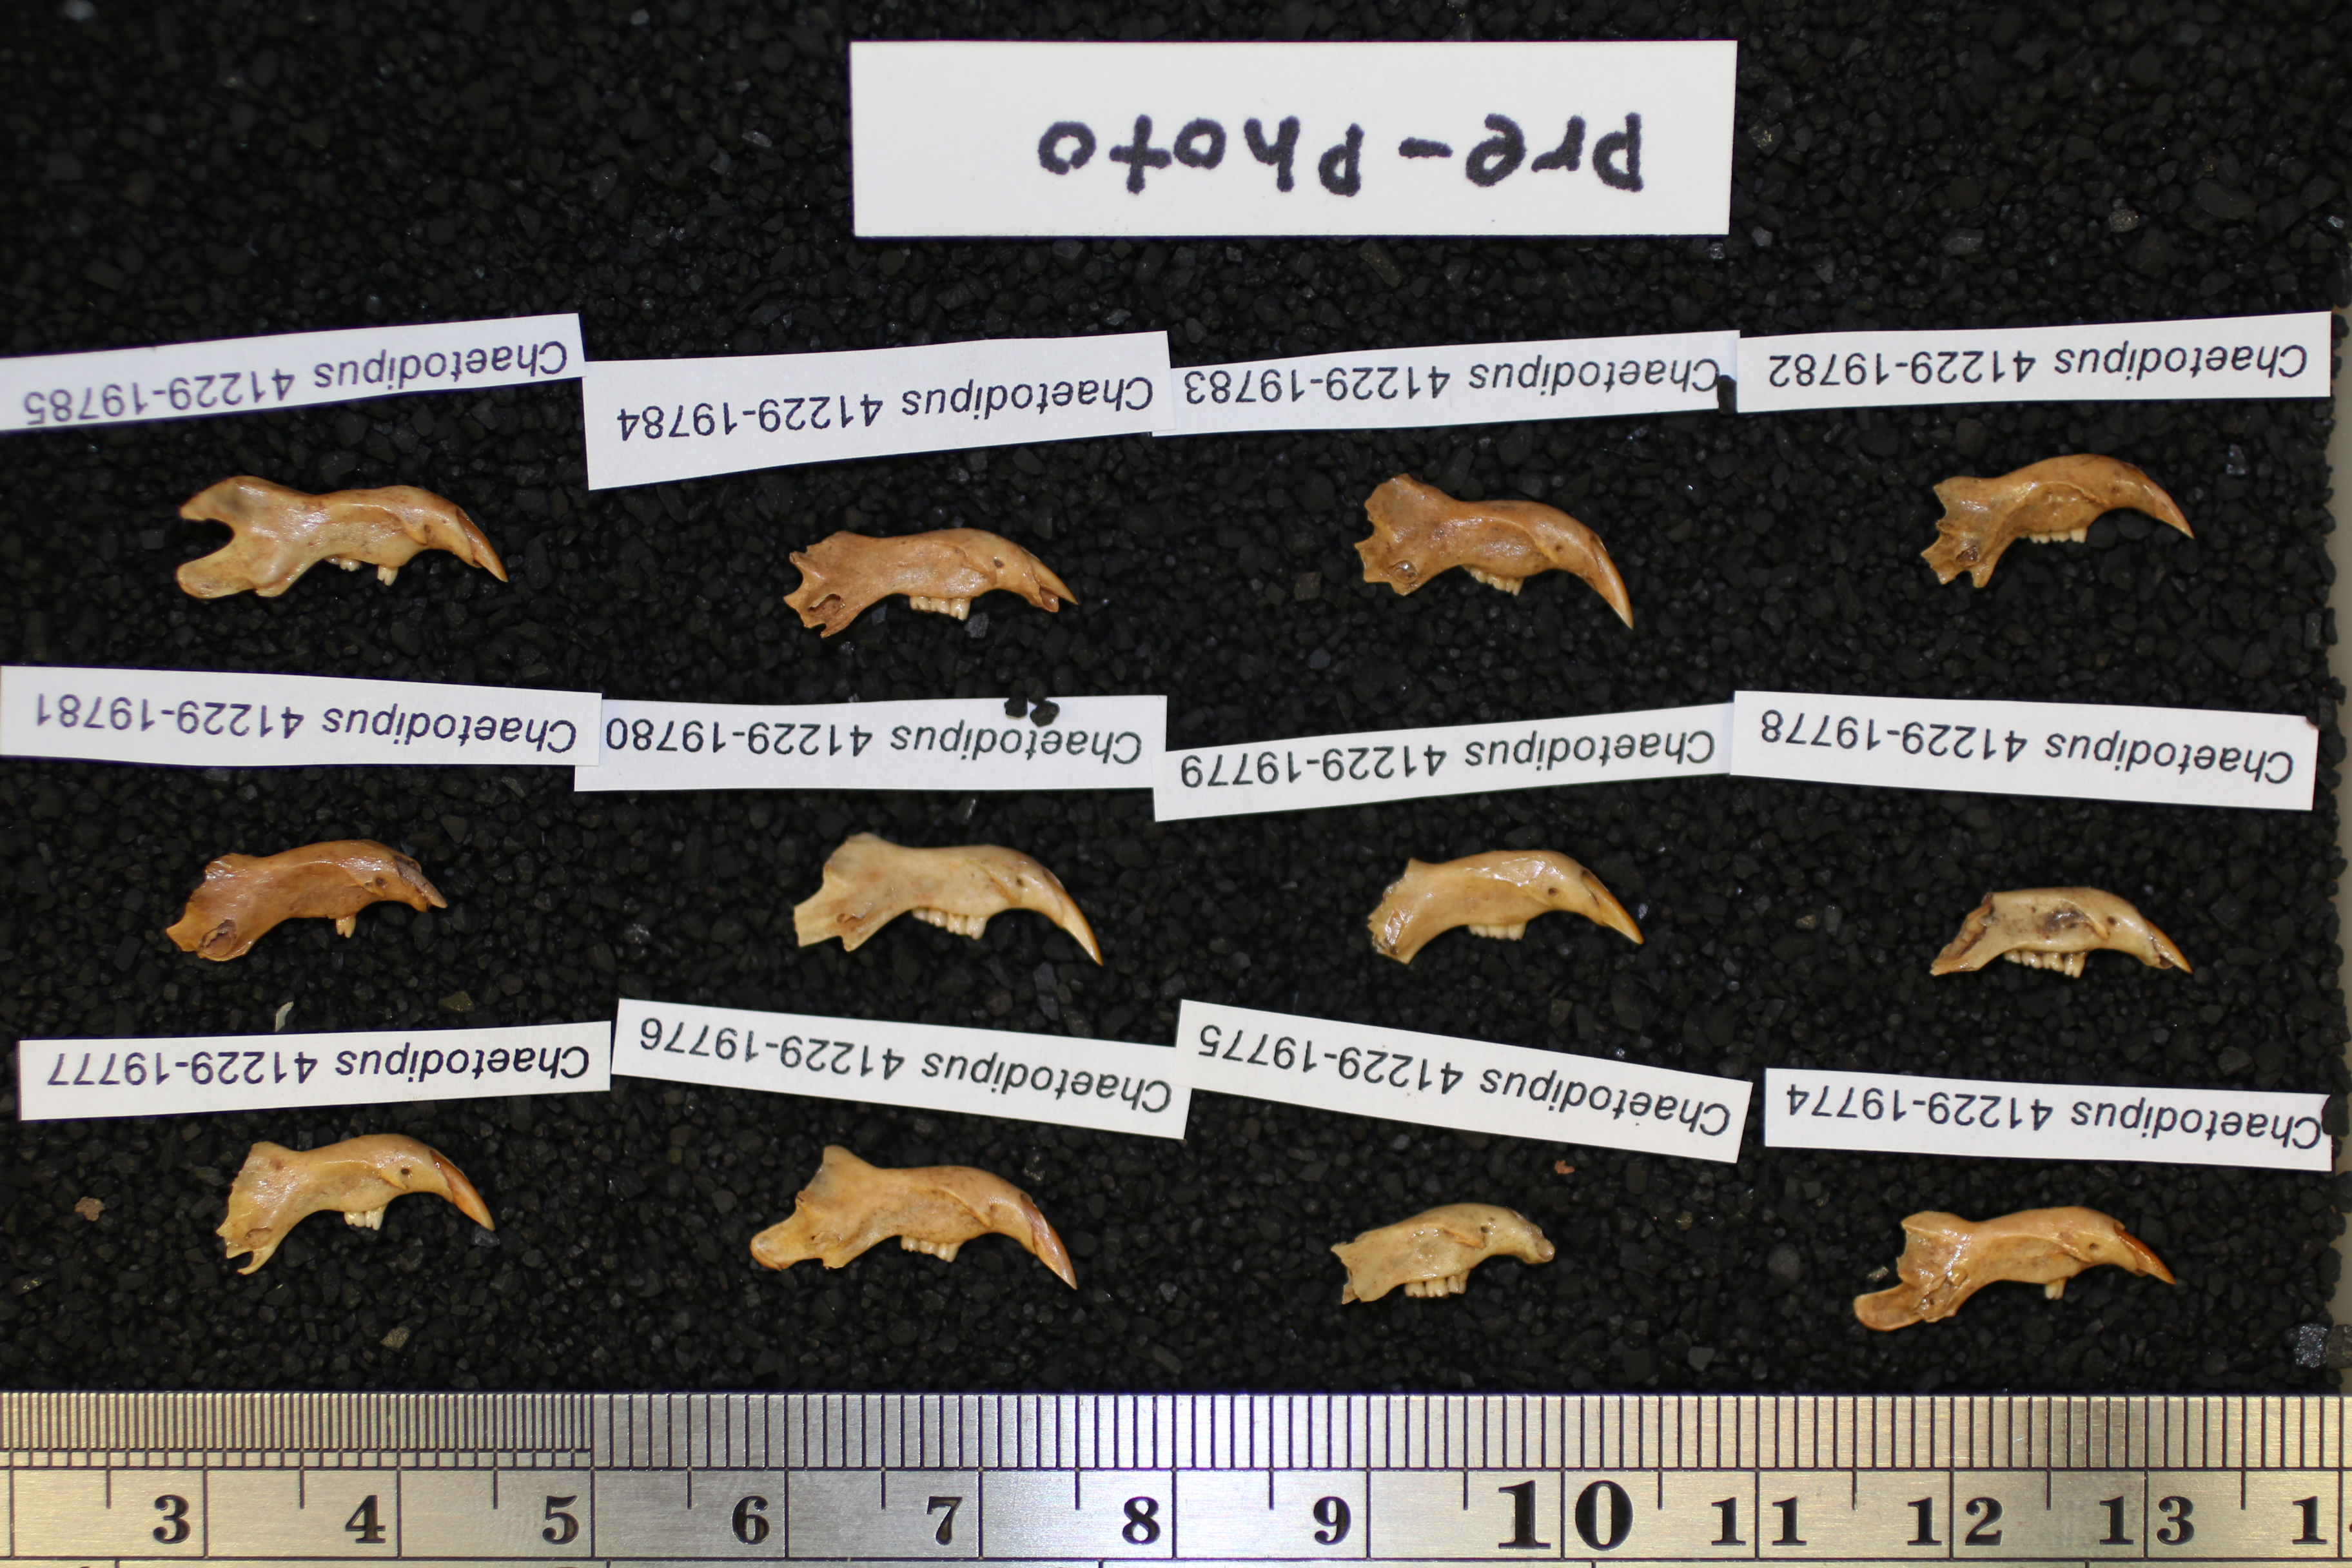 Pre-Photo
Chaetodipus 41229-19774
Chaetodipus 41229-19775
Chaetodipus 41229-19776
Chaetodipus 41229-19777
Chaetodipus 41229-19778
Chaetodipus 41229-19779
Chaetodipus 41229-19780
Chaetodipus 41229-19781
Chaetodipus 41229-19782
Chaetodipus 41229-19783
Chaetodipus 41229-19784
Chaetodipus 41229-19785
3 4 5 6 7 8 9 10 11 12 13 1